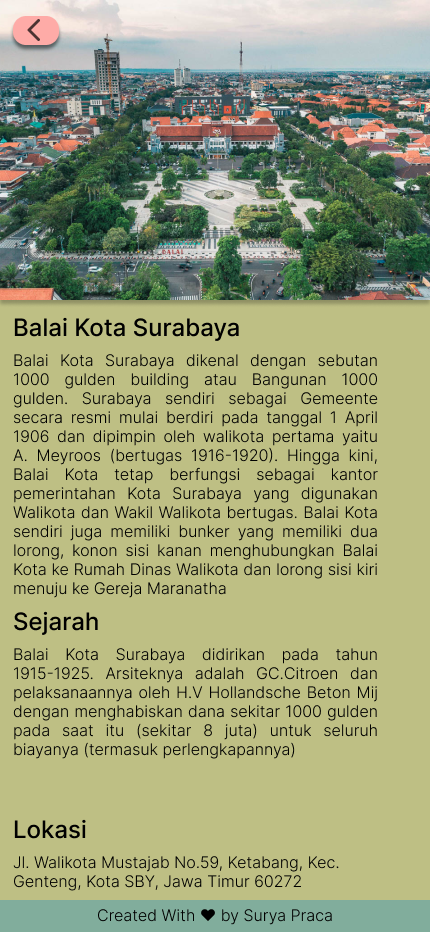 Balai Kota Surabaya
Balai Kota Surabaya dikenal dengan sebutan
1000 gulden building atau Bangunan 1000
gulden. Surabaya sendiri sebagai Gemeente
secara resmi mulai berdiri pada tanggal 1 April
1906 dan dipimpin oleh walikota pertama yaitu
A. Meyroos (bertugas 1916-1920). Hingga kini,
Balai Kota tetap berfungsi sebagai kantor
pemerintahan Kota Surabaya yang digunakan
Walikota dan Wakil Walikota bertugas. Balai Kota
sendiri juga memiliki bunker yang memiliki dua
lorong, konon sisi kanan menghubungkan Balai
Kota ke Rumah Dinas Walikota dan lorong sisi kiri
menuju ke Gereja Maranatha
Sejarah
Balai Kota Surabaya didirikan pada tahun
1915-1925. Arsiteknya adalah GC.Citroen dan
pelaksanaannya oleh H.V Hollandsche Beton Mij
dengan menghabiskan dana sekitar 1000 gulden
pada saat itu (sekitar 8 juta) untuk seluruh
biayanya (termasuk perlengkapannya)
Lokasi
Jl. Walikota Mustajab No.59, Ketabang, Kec.
Genteng, Kota SBY, Jawa Timur 60272
Created With ♥ by Surya Praca